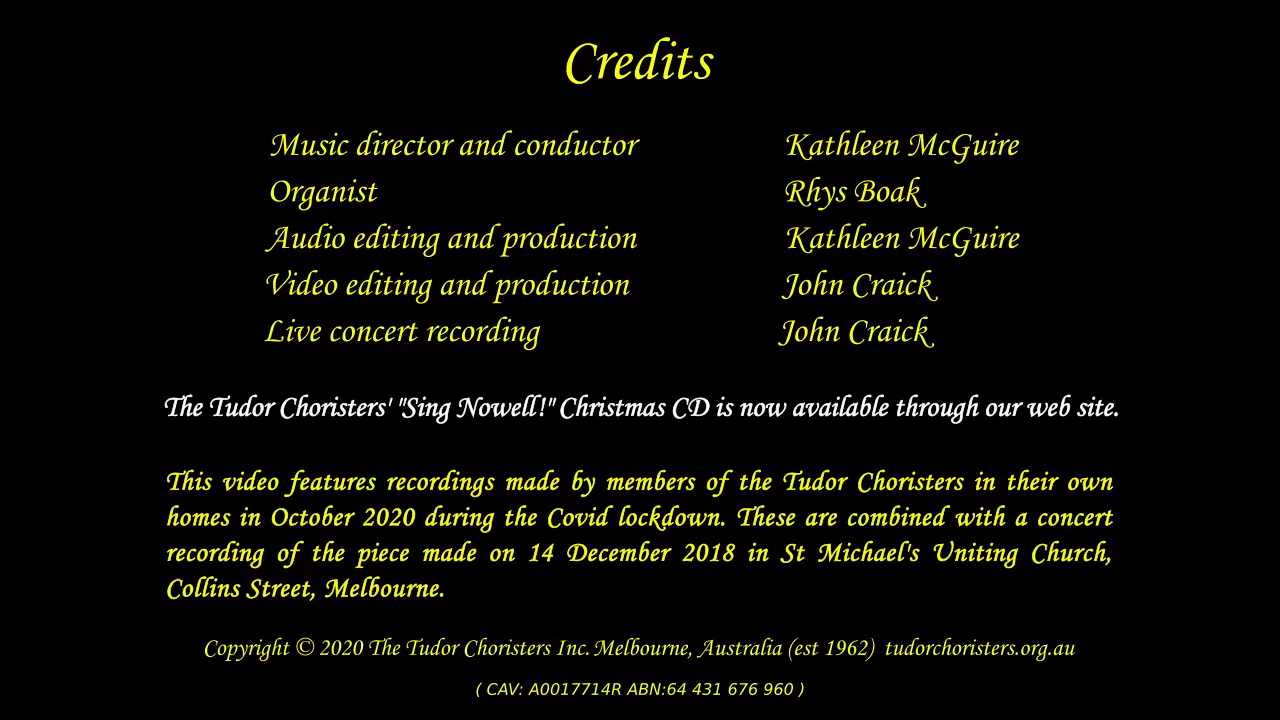 Credits
Music director and conductor Kathleen McGuire
Organist Rhys Boak
Audio editing and production Kathleen McGuire
Video editing and production John Craick
Live concert recording John Craick
The Tudor Choristers' "Sing Nowell!" Christmas CD is now available through our web site.
This video features recordings made by members of the Tudor Choristers in their own
homes in October 2020 during the Covid lockdown. These are combined with a concert
recording of the piece made on 14 December 2018 in St Michael's Uniting Church,
Collins Street, Melbourne.
Copyright © 2020 The Tudor Choristers Inc. Melbourne, Australia (est 1962) tudorchoristers.org.au
( CAV: A0017714R ABN:64 431 676 960 )